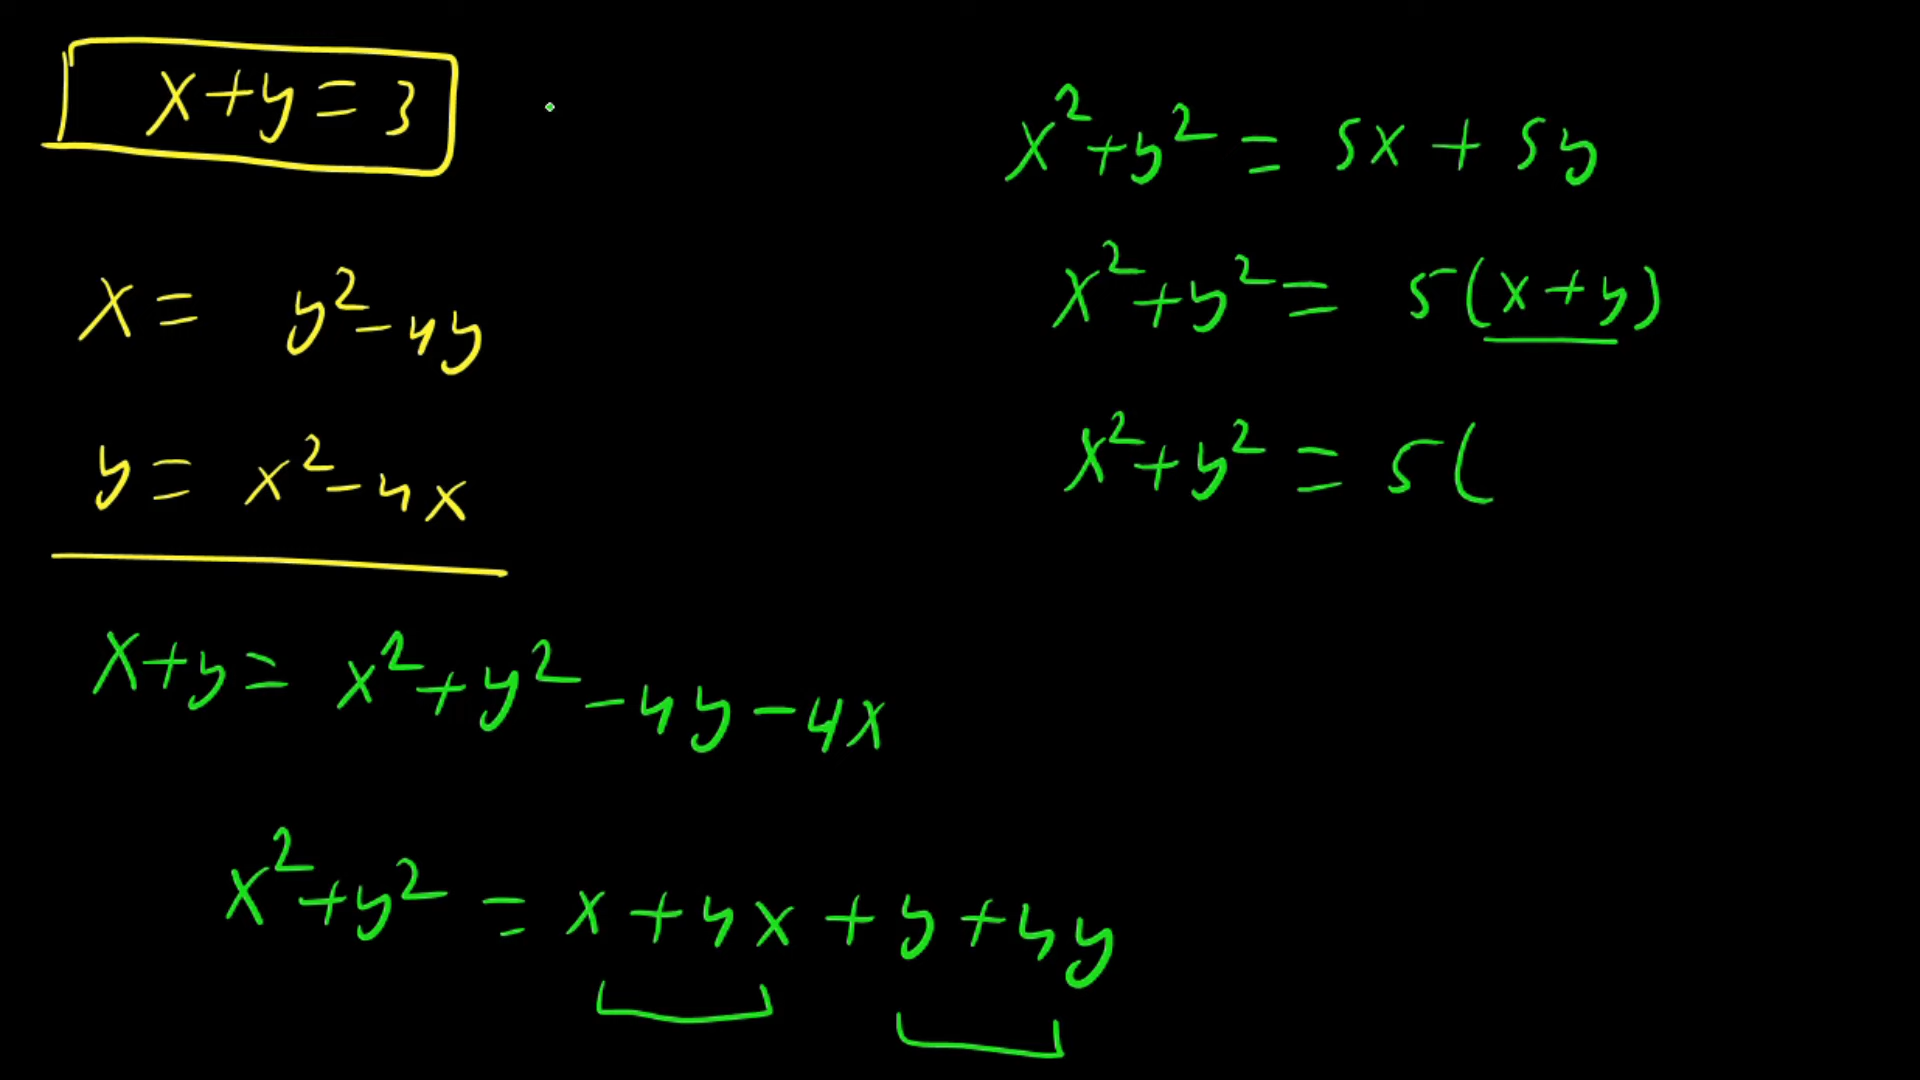 x+y=3
x= y²-4y
y= x²-4x
x+y= x²+y²-4y-4x
x²+y² = x+4x+y+4y
x²+y² = 5x+5y
x²+y² = 5(x+y)
x²+y² = 5(